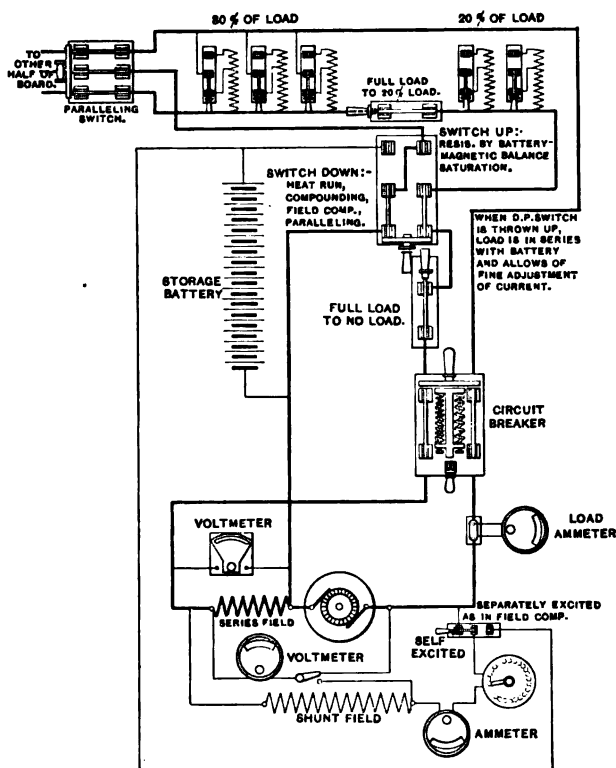 80 % OF LOAD
20 % OF LOAD
TO
OTHER
HALF OF
BOARD.
PARALLELING
SWITCH.
FULL LOAD
TO 20% LOAD.
SWITCH UP:-
RESIS. BY BATTERY-
MAGNETIC BALANCE
SATURATION.
SWITCH DOWN:-
HEAT RUN,
COMPOUNDING,
FIELD COMP.,
PARALLELING.
WHEN D.P. SWITCH
IS THROWN UP,
LOAD IS IN SERIES
WITH BATTERY
AND ALLOWS OF
FINE ADJUSTMENT
OF CURRENT.
STORAGE
BATTERY
FULL LOAD
TO NO LOAD.
CIRCUIT
BREAKER
VOLTMETER
LOAD
AMMETER
SERIES FIELD
SEPARATELY EXCITED
AS IN FIELD COMP.
SELF
EXCITED
VOLTMETER
SHUNT FIELD
AMMETER